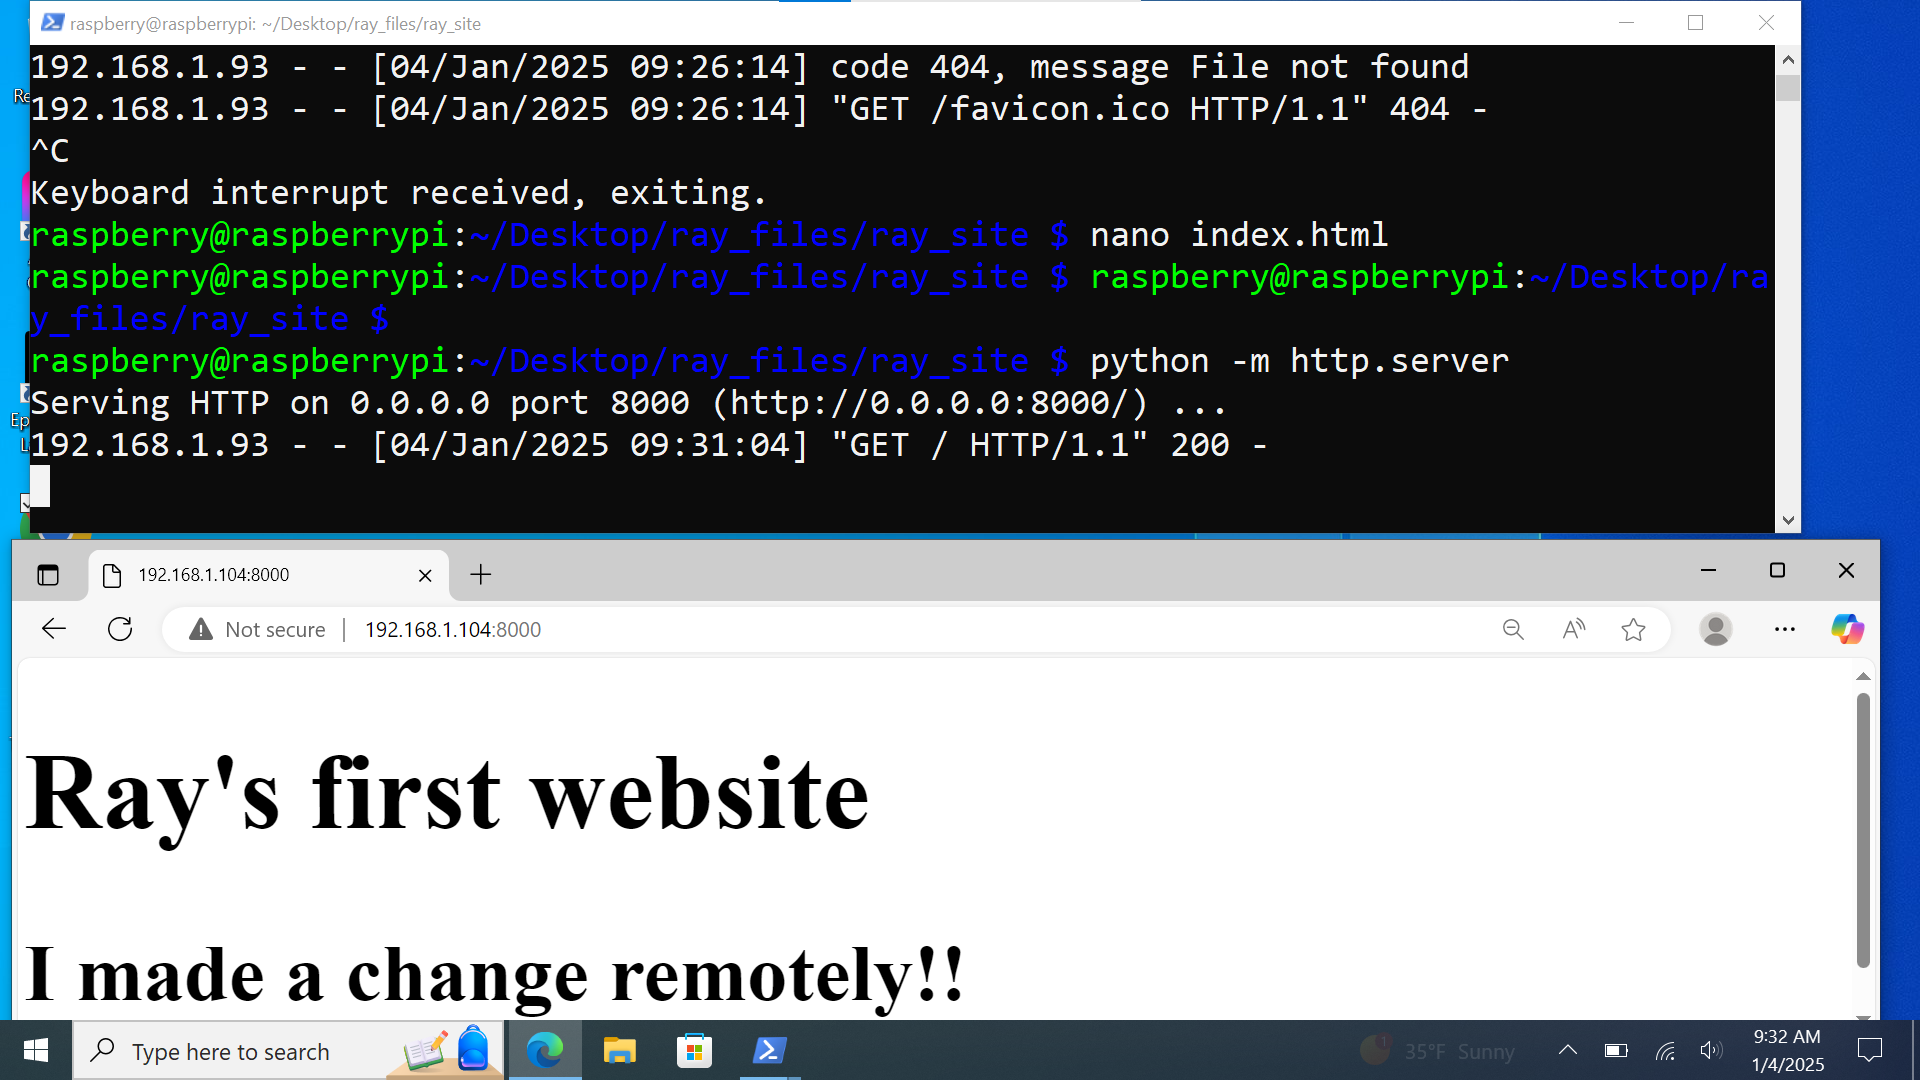 raspberry@raspberrypi: ~/Desktop/ray_files/ray_site
192.168.1.93 - - [04/Jan/2025 09:26:14] code 404, message File not found
192.168.1.93 - - [04/Jan/2025 09:26:14] "GET /favicon.ico HTTP/1.1" 404 -
^C
Keyboard interrupt received, exiting.
raspberry@raspberrypi:~/Desktop/ray_files/ray_site $ nano index.html
raspberry@raspberrypi:~/Desktop/ray_files/ray_site $ raspberry@raspberrypi:~/Desktop/ra
y_files/ray_site $
raspberry@raspberrypi:~/Desktop/ray_files/ray_site $ python -m http.server
Serving HTTP on 0.0.0.0 port 8000 (http://0.0.0.0:8000/) ...
192.168.1.93 - - [04/Jan/2025 09:31:04] "GET / HTTP/1.1" 200 -
192.168.1.104:8000
Not secure | 192.168.1.104:8000
Ray's first website
I made a change remotely!!
Type here to search
35°F Sunny
9:32 AM
1/4/2025